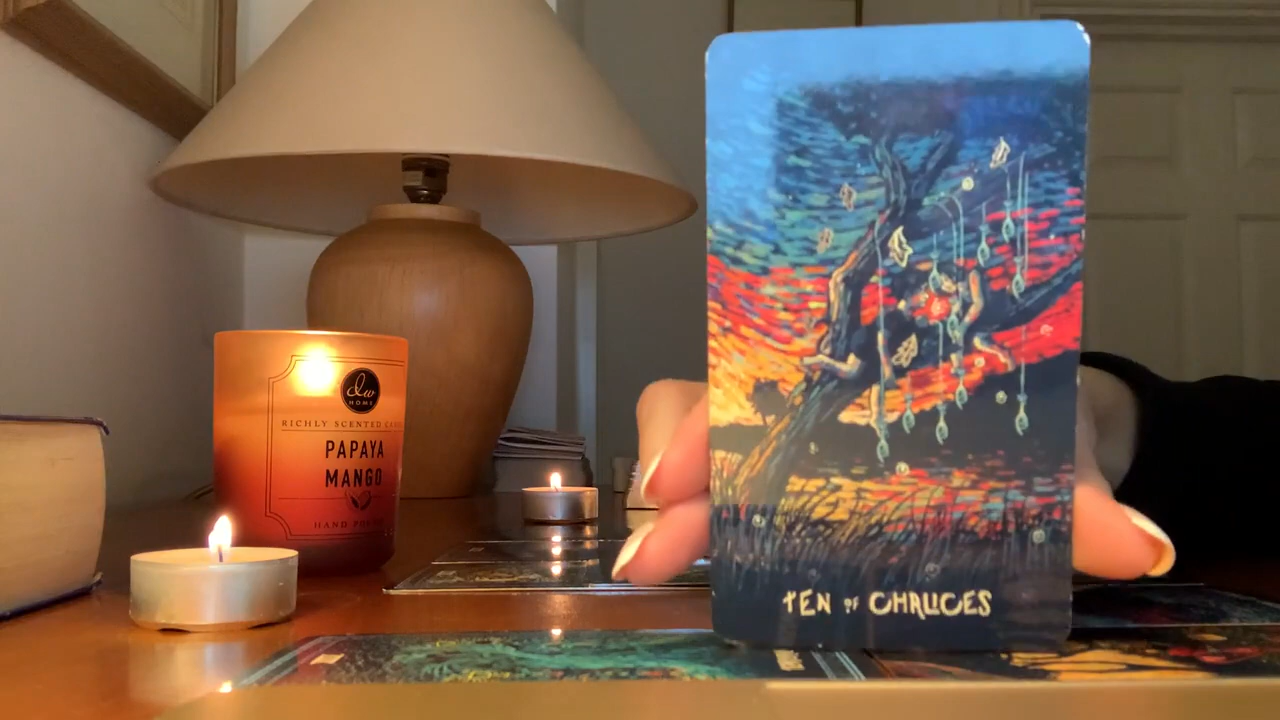 dw
HOME
RICHLY SCENTED CANDLE
PAPAYA
MANGO
HAND POURED
TEN OF CHALICES